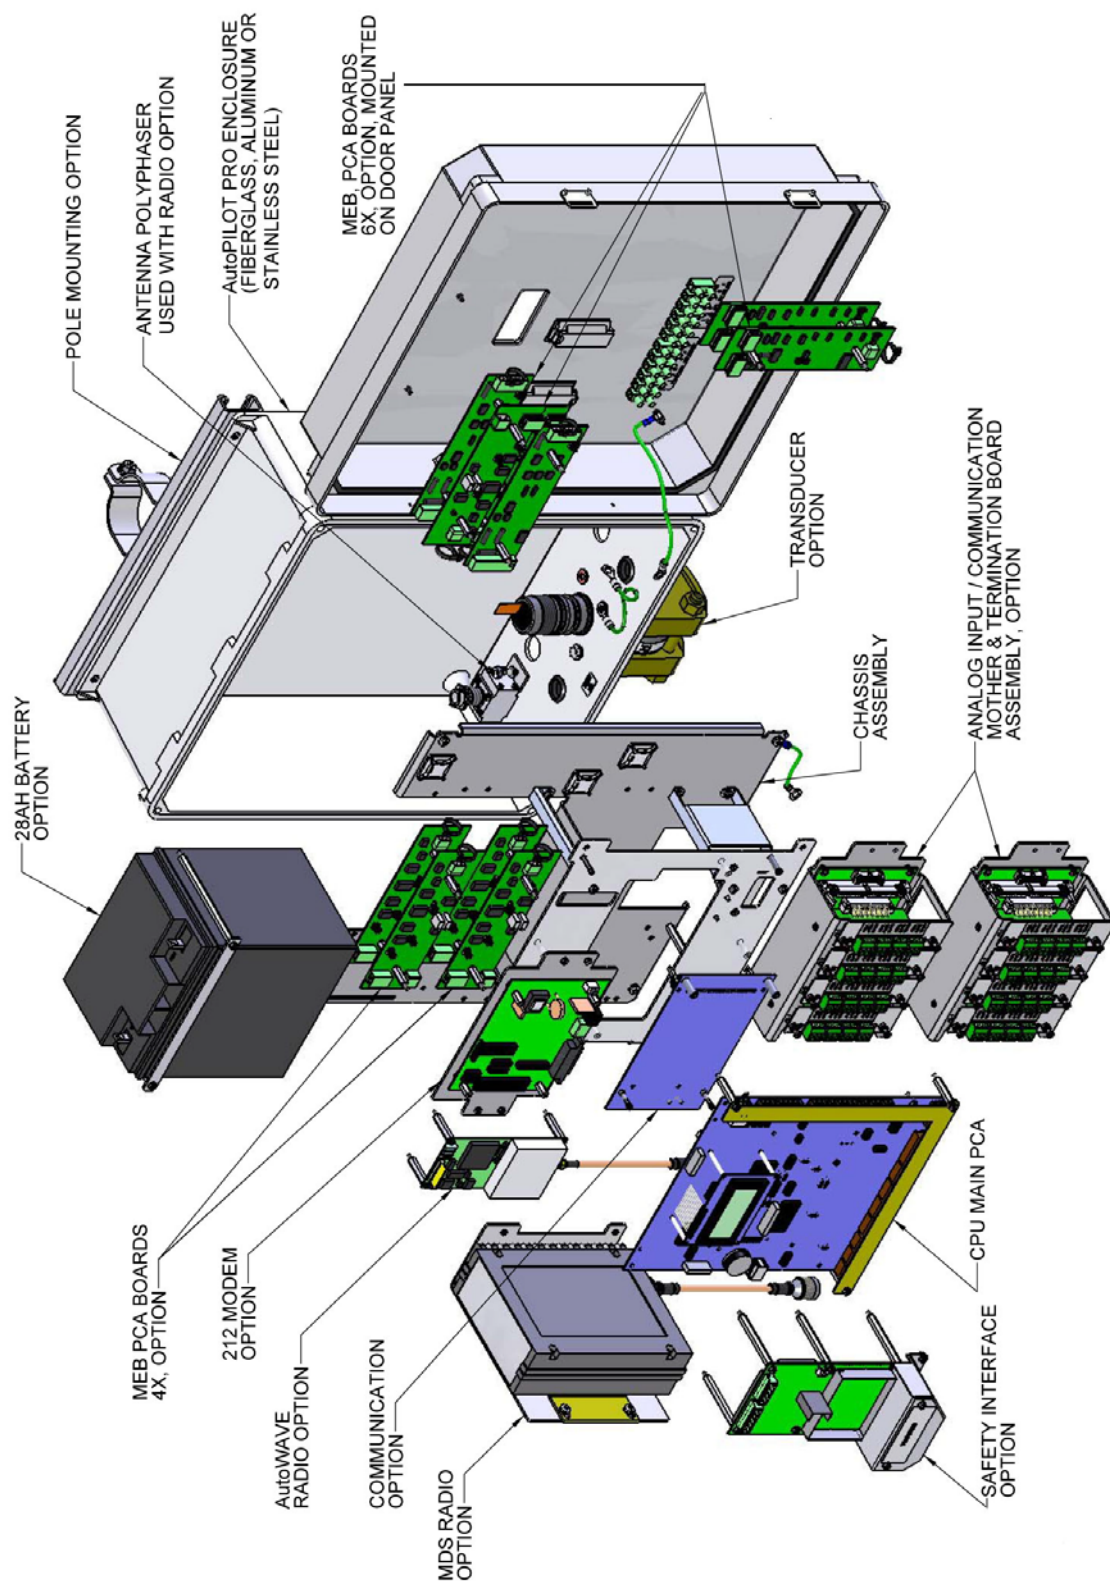 28AH BATTERY
OPTION
POLE MOUNTING OPTION
ANTENNA POLYPHASER
USED WITH RADIO OPTION
AutoPILOT PRO ENCLOSURE
(FIBERGLASS, ALUMINUM OR
STAINLESS STEEL)
MEB, PCA BOARDS
6X, OPTION, MOUNTED
ON DOOR PANEL
MEB PCA BOARDS
4X, OPTION
212 MODEM
OPTION
AutoWAVE
RADIO OPTION
COMMUNICATION
OPTION
MDS RADIO
OPTION
TRANSDUCER
OPTION
CHASSIS
ASSEMBLY
ANALOG INPUT / COMMUNICATION
MOTHER & TERMINATION BOARD
ASSEMBLY, OPTION
CPU MAIN PCA
SAFETY INTERFACE
OPTION